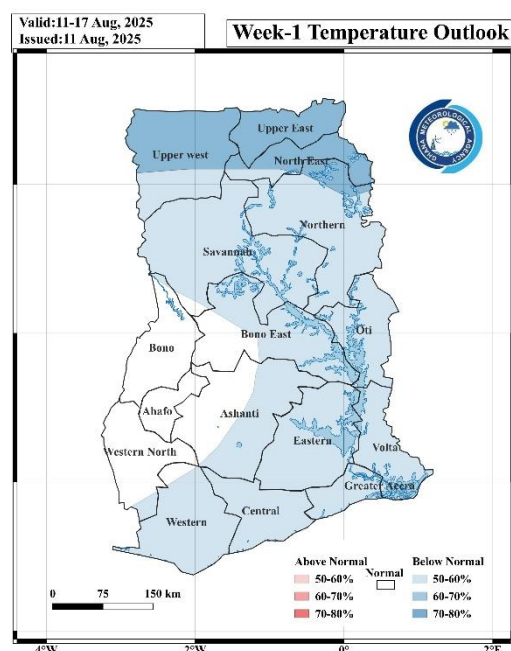 Valid:11-17 Aug, 2025
Issued:11 Aug, 2025
Week-1 Temperature Outlook
GHANA METEOROLOGICAL AGENCY
Upper East
Upper west
North East
Northern
Savannah
Bono East
Oti
Bono
Ahafo
Ashanti
Western North
Eastern
Volta
Greater Accra
Central
Western
Above Normal
Normal
Below Normal
50-60%
50-60%
60-70%
60-70%
70-80%
70-80%
0 75 150 km
4°W 2°W 0° 2°E